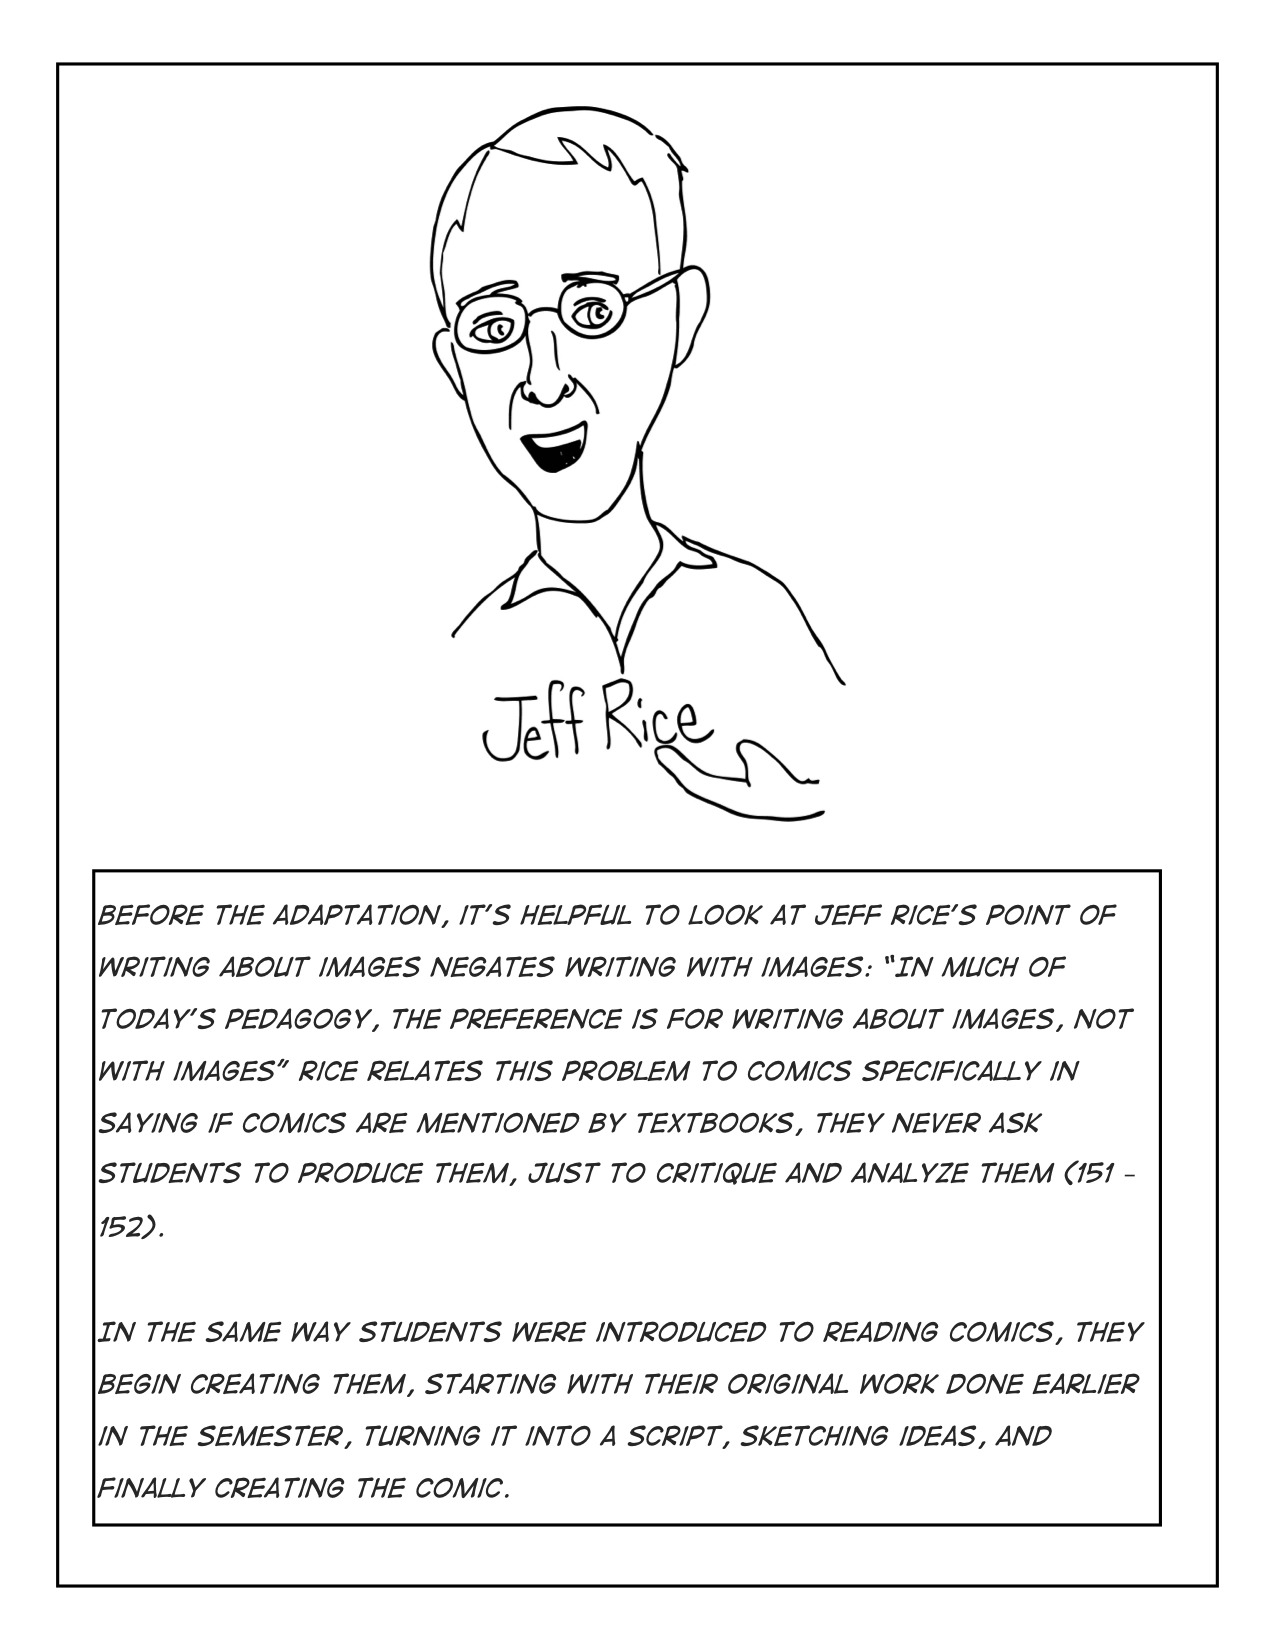 Jeff Rice
BEFORE THE ADAPTATION, IT'S HELPFUL TO LOOK AT JEFF RICE'S POINT OF
WRITING ABOUT IMAGES NEGATES WRITING WITH IMAGES: "IN MUCH OF
TODAY'S PEDAGOGY, THE PREFERENCE IS FOR WRITING ABOUT IMAGES, NOT
WITH IMAGES" RICE RELATES THIS PROBLEM TO COMICS SPECIFICALLY IN
SAYING IF COMICS ARE MENTIONED BY TEXTBOOKS, THEY NEVER ASK
STUDENTS TO PRODUCE THEM, JUST TO CRITIQUE AND ANALYZE THEM (151 –
152).
IN THE SAME WAY STUDENTS WERE INTRODUCED TO READING COMICS, THEY
BEGIN CREATING THEM, STARTING WITH THEIR ORIGINAL WORK DONE EARLIER
IN THE SEMESTER, TURNING IT INTO A SCRIPT, SKETCHING IDEAS, AND
FINALLY CREATING THE COMIC.